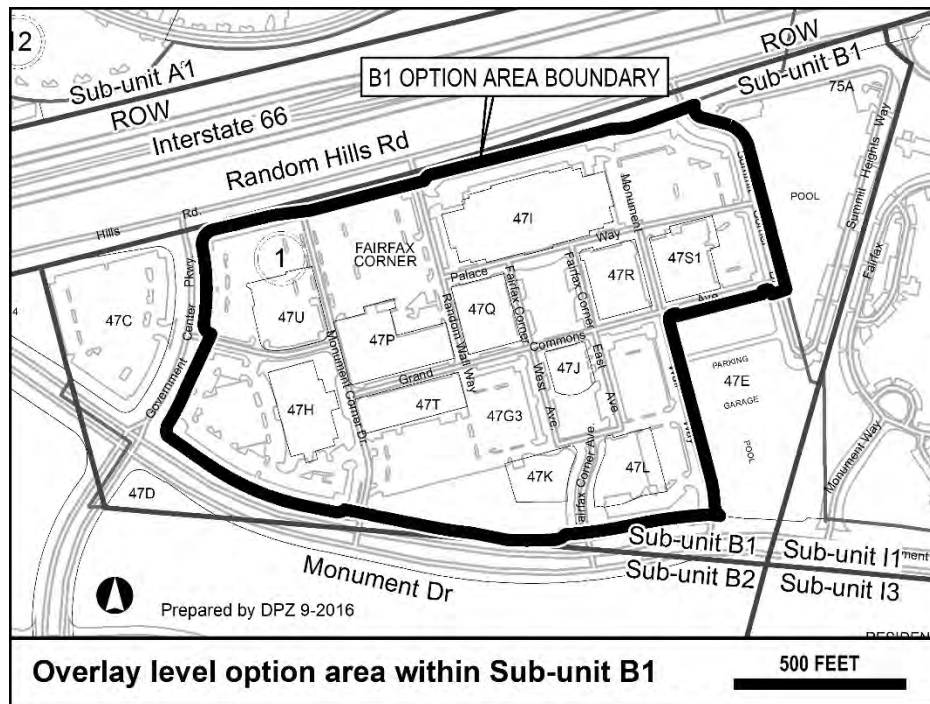 12
Sub-unit A1
ROW
ROW
Sub-unit B1
B1 OPTION AREA BOUNDARY
Interstate 66
Random Hills Rd
75A
Summit Heights Way
POOL
Fairfax
Hills
Rd.
Monument
47I
Way
1
FAIRFAX
CORNER
Palace
47R
47S1
47C
Center
Pkwy
47U
47Q
Fairfax Corner
Fairfax Corner
Ave
47P
Random Wall Way
Commons
Grand
47J
PARKING
47E
GARAGE
Government
Monument Corner Dr
47H
47T
47G3
West
Ave.
East
Ave
Way
POOL
47K
47L
airfax Corner Ave.
Monument Way
47D
Sub-unit B1
Sub-unit I1
ment
Sub-unit B2
Sub-unit I3
Monument Dr
Prepared by DPZ 9-2016
Overlay level option area within Sub-unit B1
500 FEET